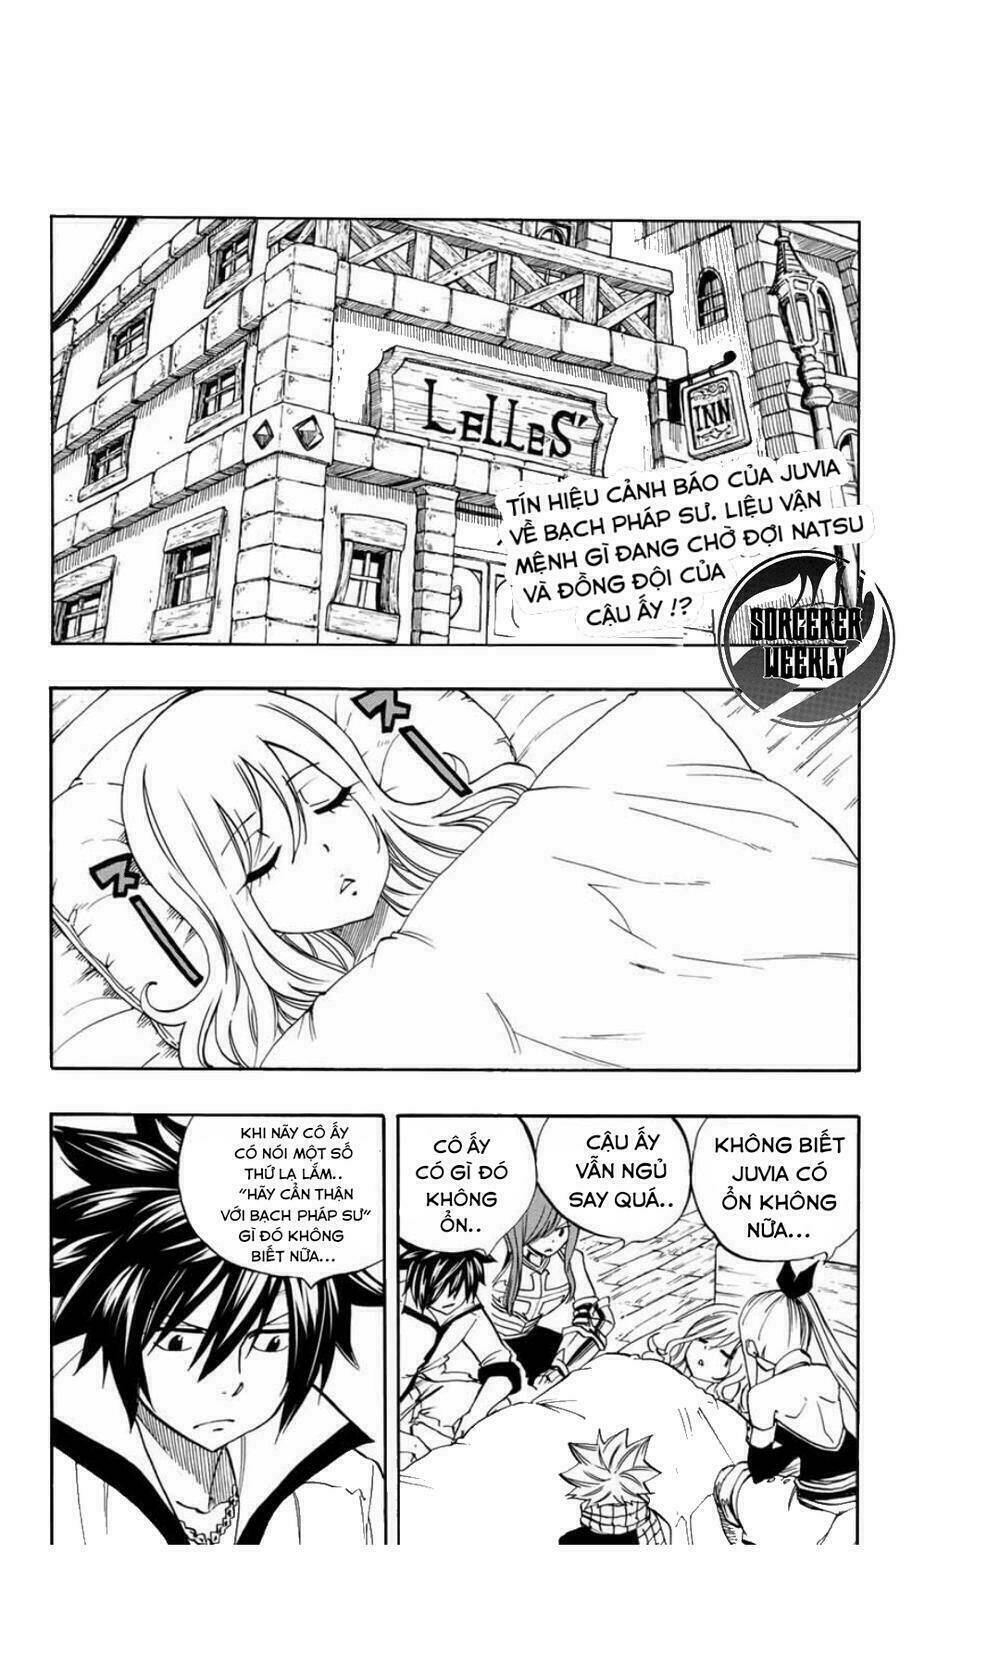 LeLLeS'
INN
TÍN HIỆU CẢNH BÁO CỦA JUVIA
VỀ BẠCH PHÁP SƯ. LIỆU VẬN
MỆNH GÌ ĐANG CHỜ ĐỢI NATSU
VÀ ĐỒNG ĐỘI CỦA
CẬU ẤY !?
SORCERER
WEEKLY
ス
ス
KHÔNG BIẾT
JUVIA CÓ
ỔN KHÔNG
NỮA...
CẬU ẤY
VẪN NGỦ
SAY QUÁ..
CÔ ẤY
CÓ GÌ ĐÓ
KHÔNG
ỔN..
KHI NÃY CÔ ẤY
CÓ NÓI MỘT SỐ
THỨ LẠ LẮM..
"HÃY CẨN THẬN
VỚI BẠCH PHÁP SƯ"
GÌ ĐÓ KHÔNG
BIẾT NỮA...